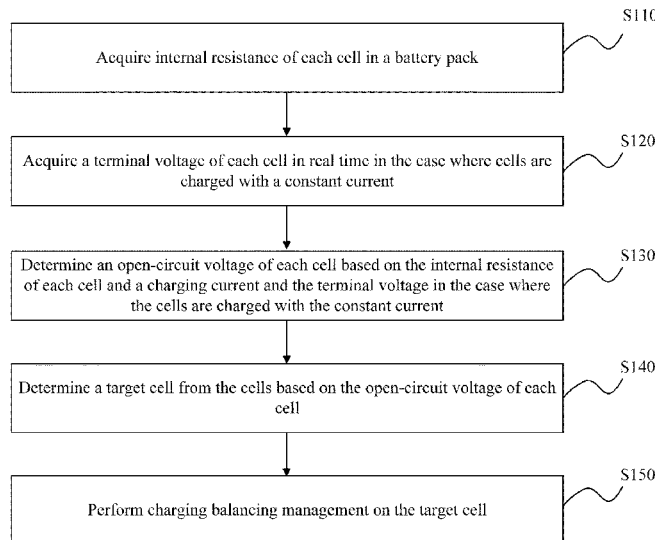 S110
Acquire internal resistance of each cell in a battery pack
S120
Acquire a terminal voltage of each cell in real time in the case where cells are
charged with a constant current
S130
Determine an open-circuit voltage of each cell based on the internal resistance
of each cell and a charging current and the terminal voltage in the case where
the cells are charged with the constant current
S140
Determine a target cell from the cells based on the open-circuit voltage of each
cell
S150
Perform charging balancing management on the target cell